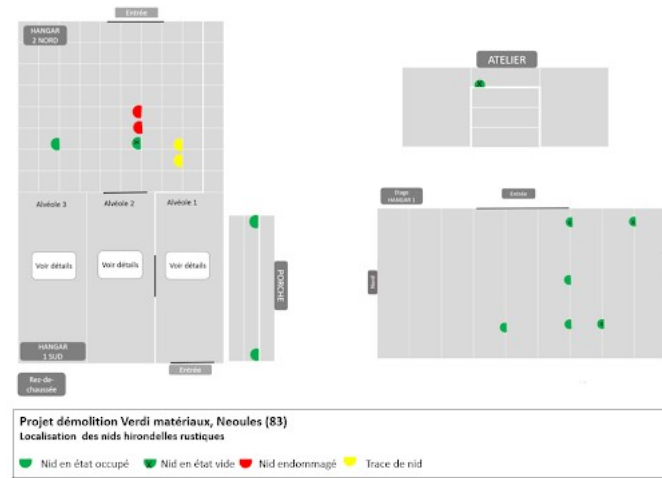 Entrée
HANGAR
2 NORD
ATELIER
Etage
HANGAR 1
Entrée
Alvéole 3
Alvéole 2
Alvéole 1
Voir détails
Voir détails
Voir détails
PORCHE
Nord
HANGAR
1 SUD
Entrée
Rez-de-
chaussée
Projet démolition Verdi matériaux, Neoules (83)
Localisation des nids hirondelles rustiques
Nid en état occupé
Nid en état vide
Nid endommagé
Trace de nid